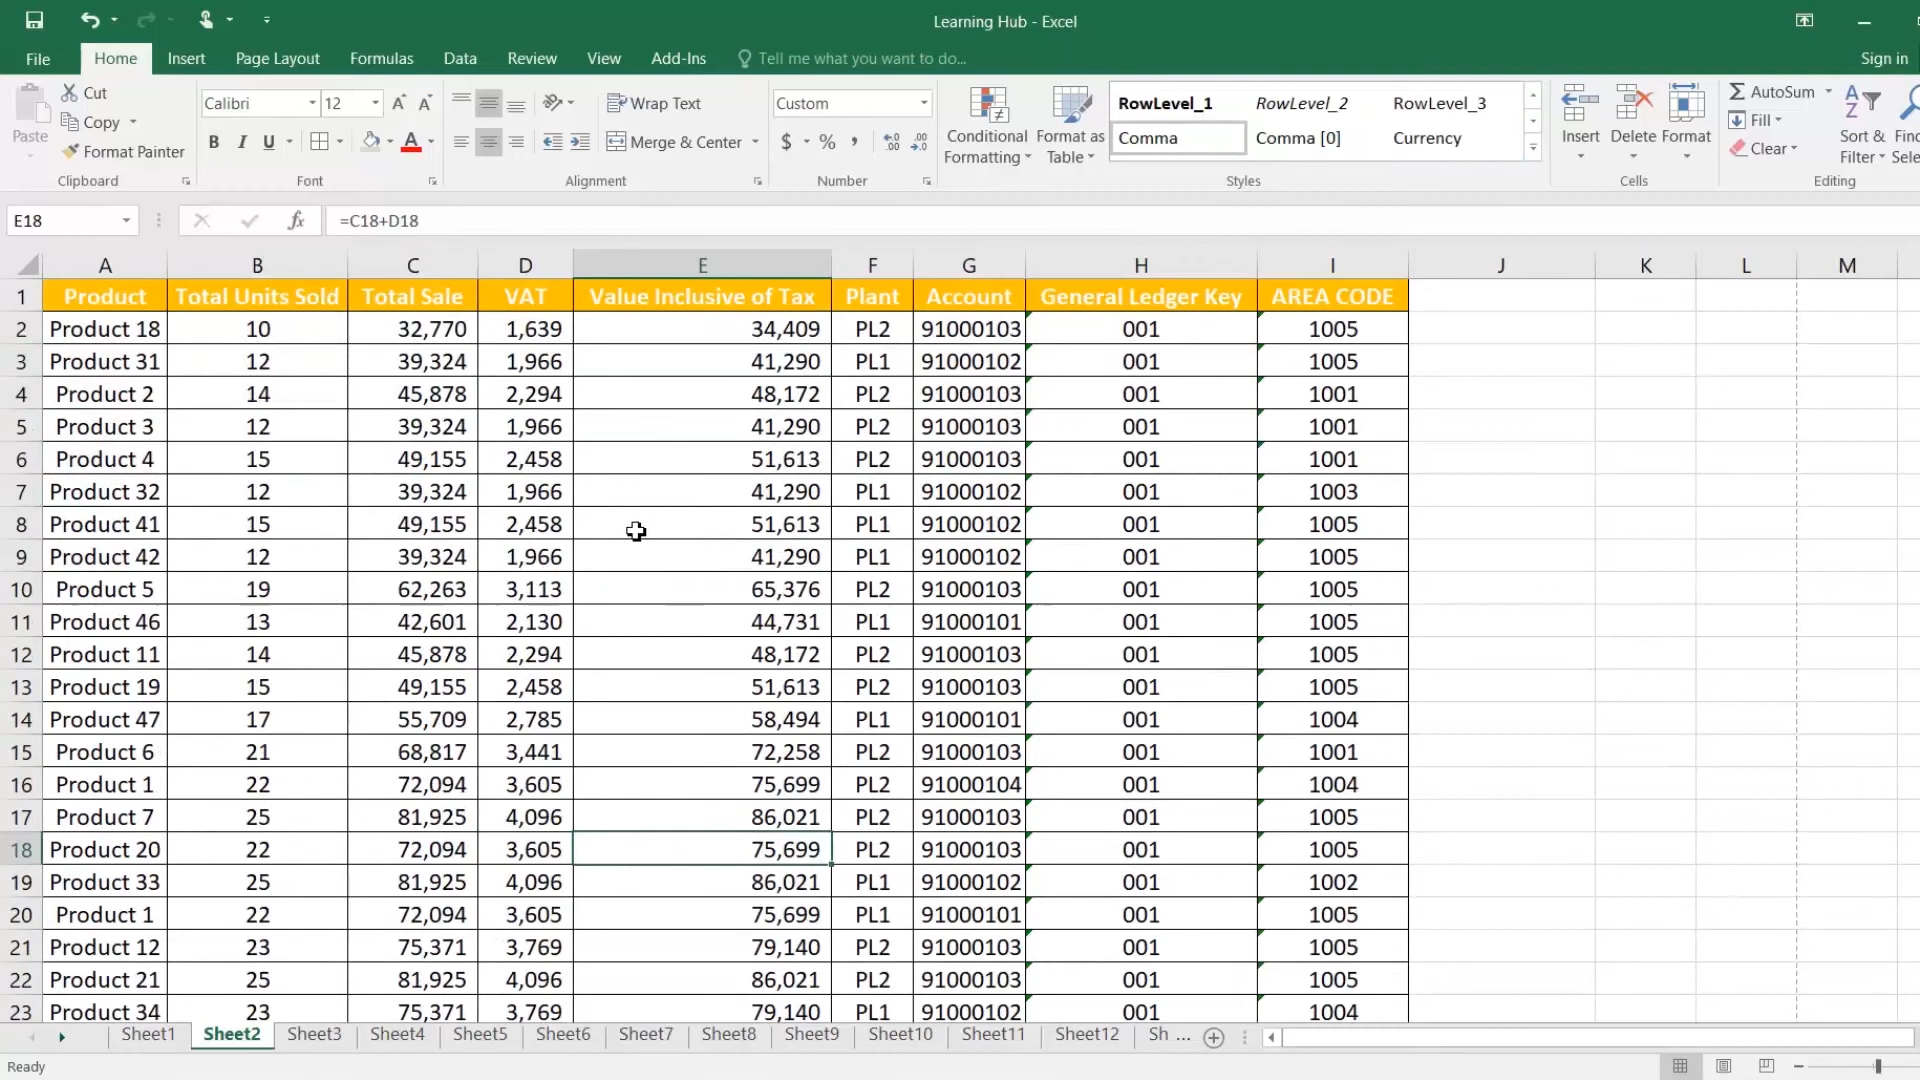 Learning Hub - Excel
File Home Insert Page Layout Formulas Data Review View Add-Ins Tell me what you want to do... Sign in
Paste Cut Copy Format Painter Clipboard
Calibri 12 A A B I U A Font
Wrap Text Merge & Center Alignment
Custom $ % , .0 .00 Number
Conditional Formatting Format as Table
RowLevel_1 RowLevel_2 RowLevel_3
Comma Comma [0] Currency
Styles
Insert Delete Format Cells
AutoSum Fill Clear Sort & Filter Editing
E18 fx =C18+D18
A B C D E F G H I J K L M
1 Product Total Units Sold Total Sale VAT Value Inclusive of Tax Plant Account General Ledger Key AREA CODE
2 Product 18 10 32,770 1,639 34,409 PL2 91000103 001 1005
3 Product 31 12 39,324 1,966 41,290 PL1 91000102 001 1005
4 Product 2 14 45,878 2,294 48,172 PL2 91000103 001 1001
5 Product 3 12 39,324 1,966 41,290 PL2 91000103 001 1001
6 Product 4 15 49,155 2,458 51,613 PL2 91000103 001 1001
7 Product 32 12 39,324 1,966 41,290 PL1 91000102 001 1003
8 Product 41 15 49,155 2,458 51,613 PL1 91000102 001 1005
9 Product 42 12 39,324 1,966 41,290 PL1 91000102 001 1005
10 Product 5 19 62,263 3,113 65,376 PL2 91000103 001 1005
11 Product 46 13 42,601 2,130 44,731 PL1 91000101 001 1005
12 Product 11 14 45,878 2,294 48,172 PL2 91000103 001 1005
13 Product 19 15 49,155 2,458 51,613 PL2 91000103 001 1005
14 Product 47 17 55,709 2,785 58,494 PL1 91000101 001 1004
15 Product 6 21 68,817 3,441 72,258 PL2 91000103 001 1001
16 Product 1 22 72,094 3,605 75,699 PL2 91000104 001 1004
17 Product 7 25 81,925 4,096 86,021 PL2 91000103 001 1005
18 Product 20 22 72,094 3,605 75,699 PL2 91000103 001 1005
19 Product 33 25 81,925 4,096 86,021 PL1 91000102 001 1002
20 Product 1 22 72,094 3,605 75,699 PL1 91000101 001 1005
21 Product 12 23 75,371 3,769 79,140 PL2 91000103 001 1005
22 Product 21 25 81,925 4,096 86,021 PL2 91000103 001 1005
23 Product 34 23 75,371 3,769 79,140 PL1 91000102 001 1004
Sheet1 Sheet2 Sheet3 Sheet4 Sheet5 Sheet6 Sheet7 Sheet8 Sheet9 Sheet10 Sheet11 Sheet12 Sh ...
Ready